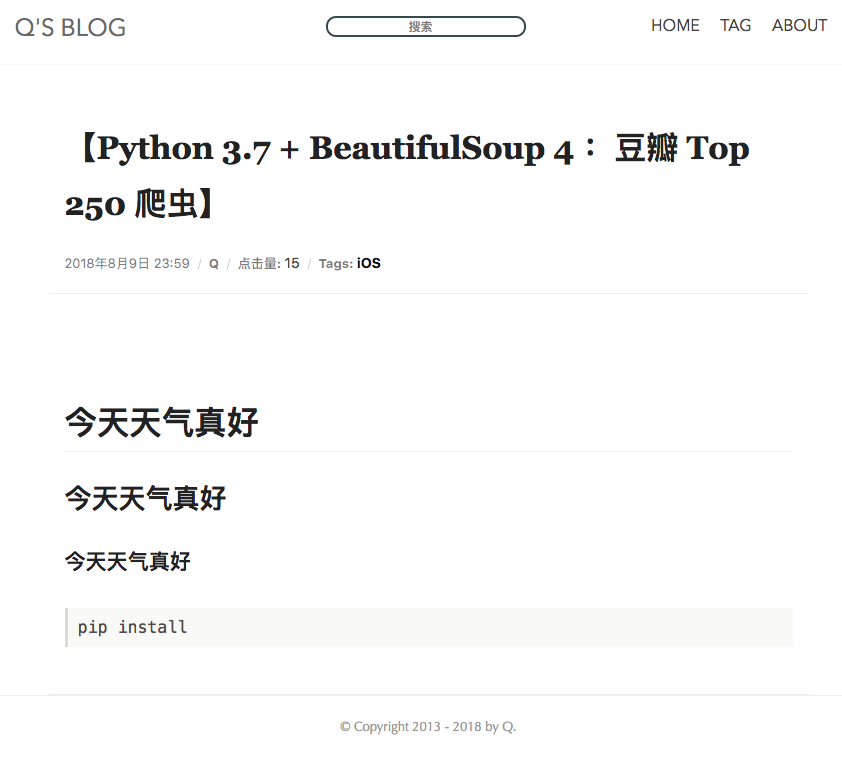 Q'S BLOG
搜索
HOME TAG ABOUT
【Python 3.7 + BeautifulSoup 4： 豆瓣 Top
250 爬虫】
2018年8月9日 23:59 / Q / 点击量: 15 / Tags: iOS
今天天气真好
今天天气真好
今天天气真好
pip install
© Copyright 2013 - 2018 by Q.